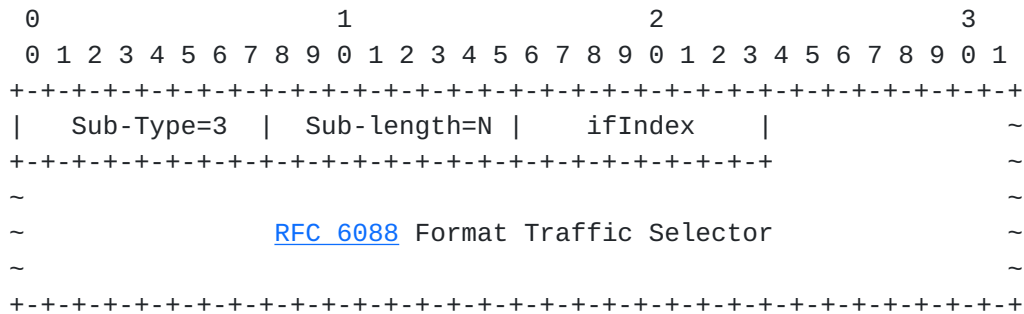 0                   1                   2                   3
 0 1 2 3 4 5 6 7 8 9 0 1 2 3 4 5 6 7 8 9 0 1 2 3 4 5 6 7 8 9 0 1
+-+-+-+-+-+-+-+-+-+-+-+-+-+-+-+-+-+-+-+-+-+-+-+-+-+-+-+-+-+-+-+-+
|   Sub-Type=3  | Sub-length=N |    ifIndex    |               ~
+-+-+-+-+-+-+-+-+-+-+-+-+-+-+-+-+-+-+-+-+-+-+-+-+               ~
~                                                               ~
~                RFC 6088 Format Traffic Selector               ~
~                                                               ~
+-+-+-+-+-+-+-+-+-+-+-+-+-+-+-+-+-+-+-+-+-+-+-+-+-+-+-+-+-+-+-+-+